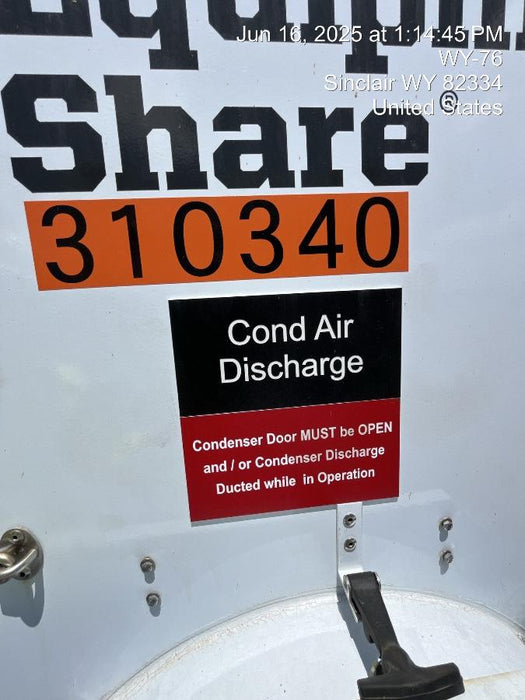 Equipm
Share®
Jun 16, 2025 at 1:14:45 PM
WY-76
Sinclair WY 82334
United States
310340
Cond Air
Discharge
Condenser Door MUST be OPEN
and / or Condenser Discharge
Ducted while in Operation